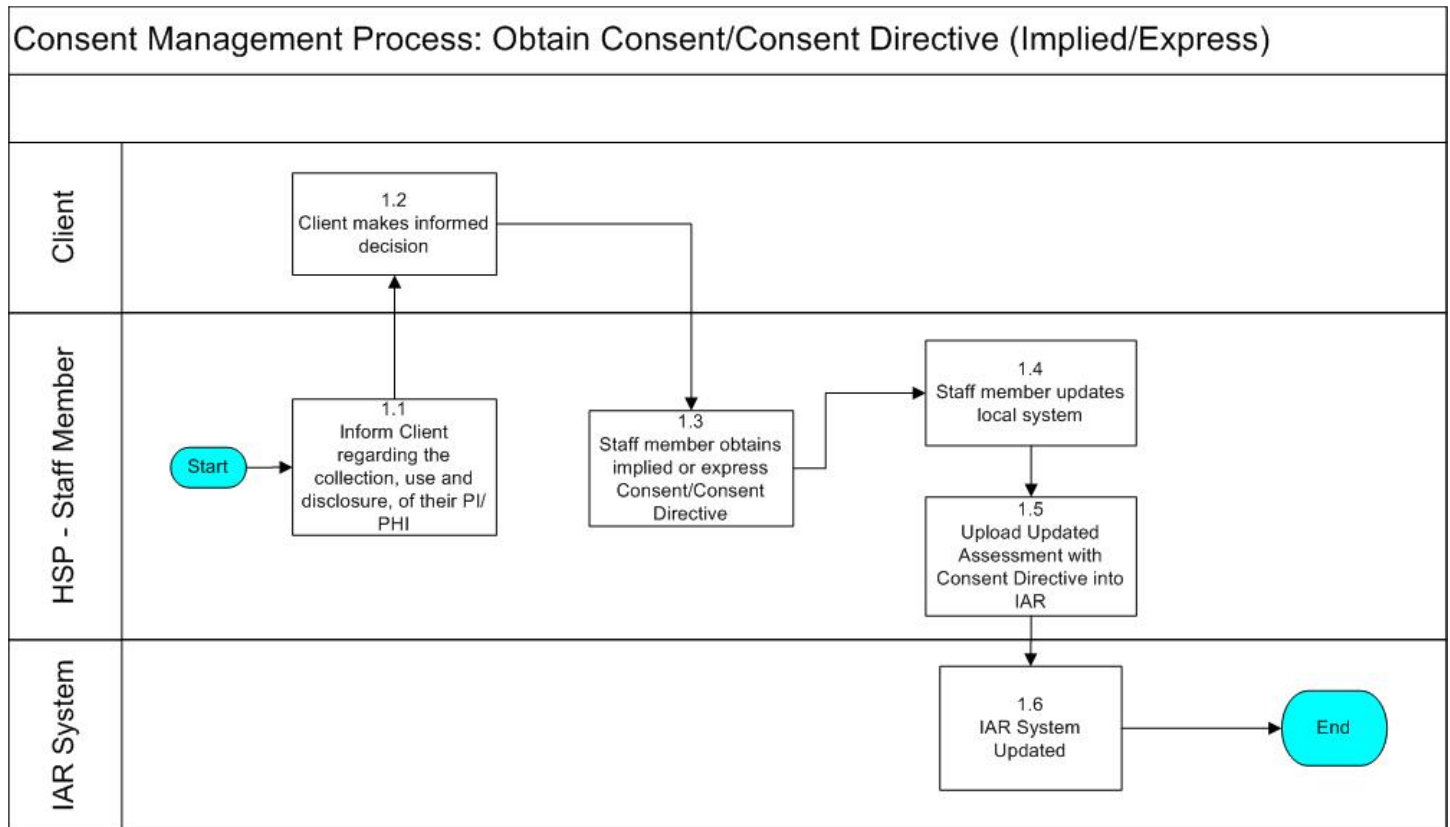 Consent Management Process: Obtain Consent/Consent Directive (Implied/Express)
Client
1.2
Client makes informed
decision
HSP - Staff Member
Start
1.1
Inform Client
regarding the
collection, use and
disclosure, of their PI/
PHI
1.3
Staff member obtains
implied or express
Consent/Consent
Directive
1.4
Staff member updates
local system
1.5
Upload Updated
Assessment with
Consent Directive into
IAR
IAR System
1.6
IAR System
Updated
End